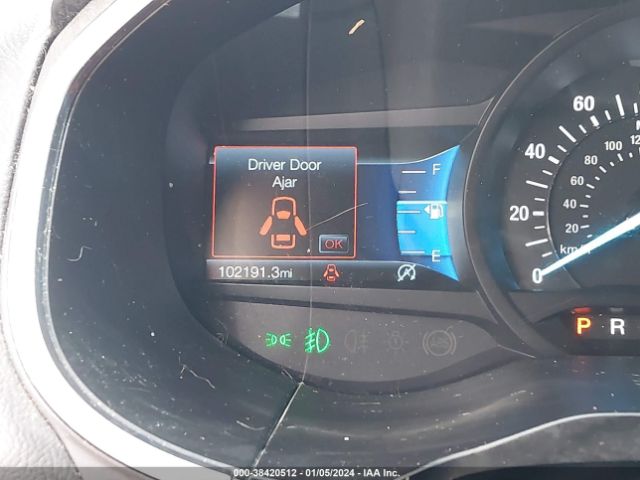 Driver Door
Ajar
OK
F
E
102191.3mi
60
40
20
0
100
80
60
40
20
km/
P R
000-38420512 - 01/05/2024 - IAA Inc.